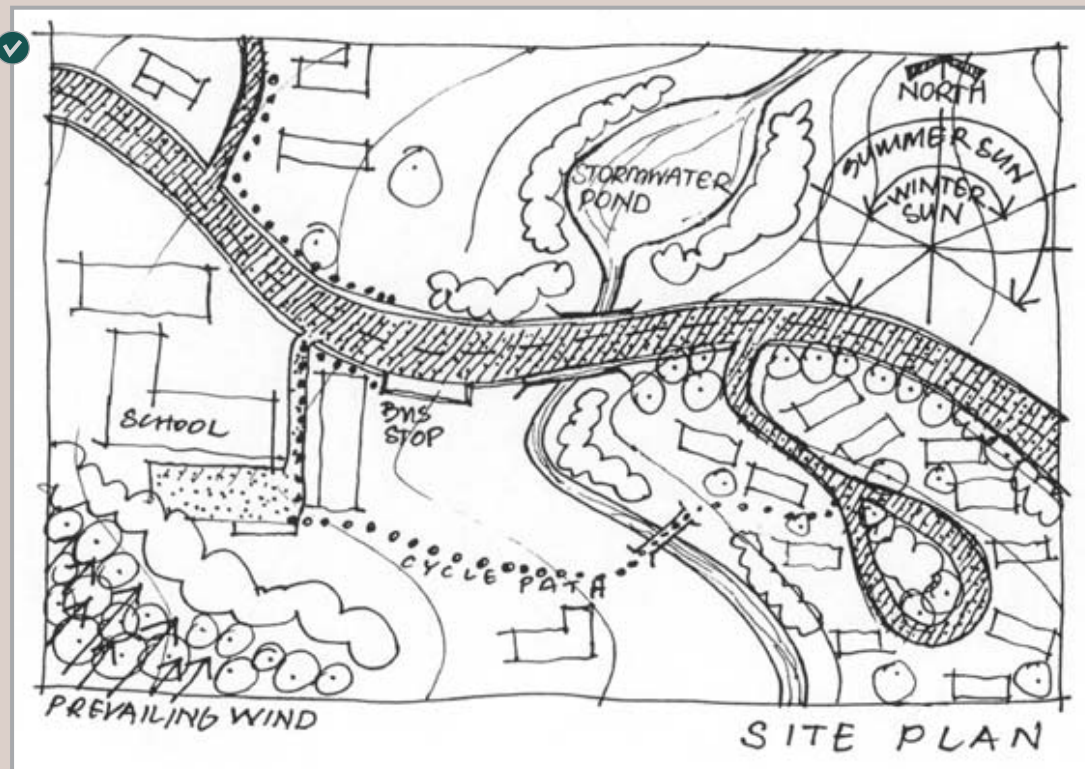 NORTH
SUMMER SUN
WINTER
SUN
STORMWATER
POND
SCHOOL
BUS
STOP
CYCLE PATH
PREVAILING WIND
SITE PLAN